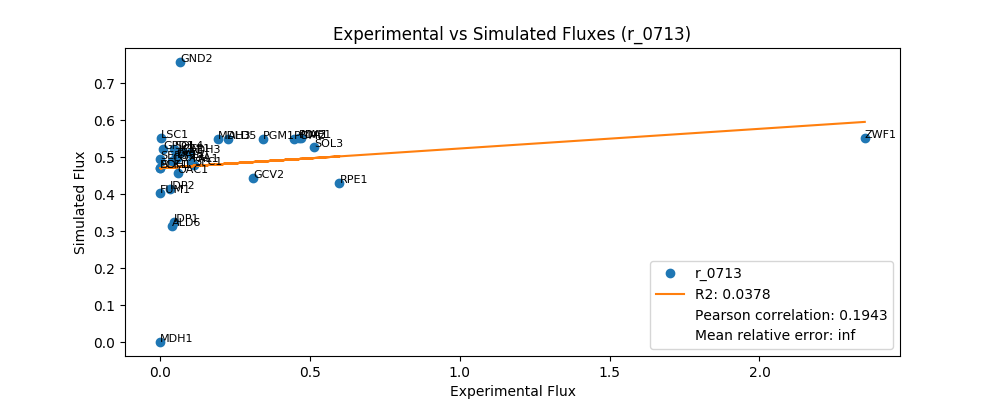 Experimental vs Simulated Fluxes (r_0713)
Simulated Flux
0.7
0.6
0.5
0.4
0.3
0.2
0.1
0.0
GND2
LSC1
PGM1
SOL3
ZWF1
GCV2
RPE1
OAC1
IDP2
FUM1
IDP1
ALD6
MDH1
r_0713
R2: 0.0378
Pearson correlation: 0.1943
Mean relative error: inf
0.0
0.5
1.0
1.5
2.0
Experimental Flux